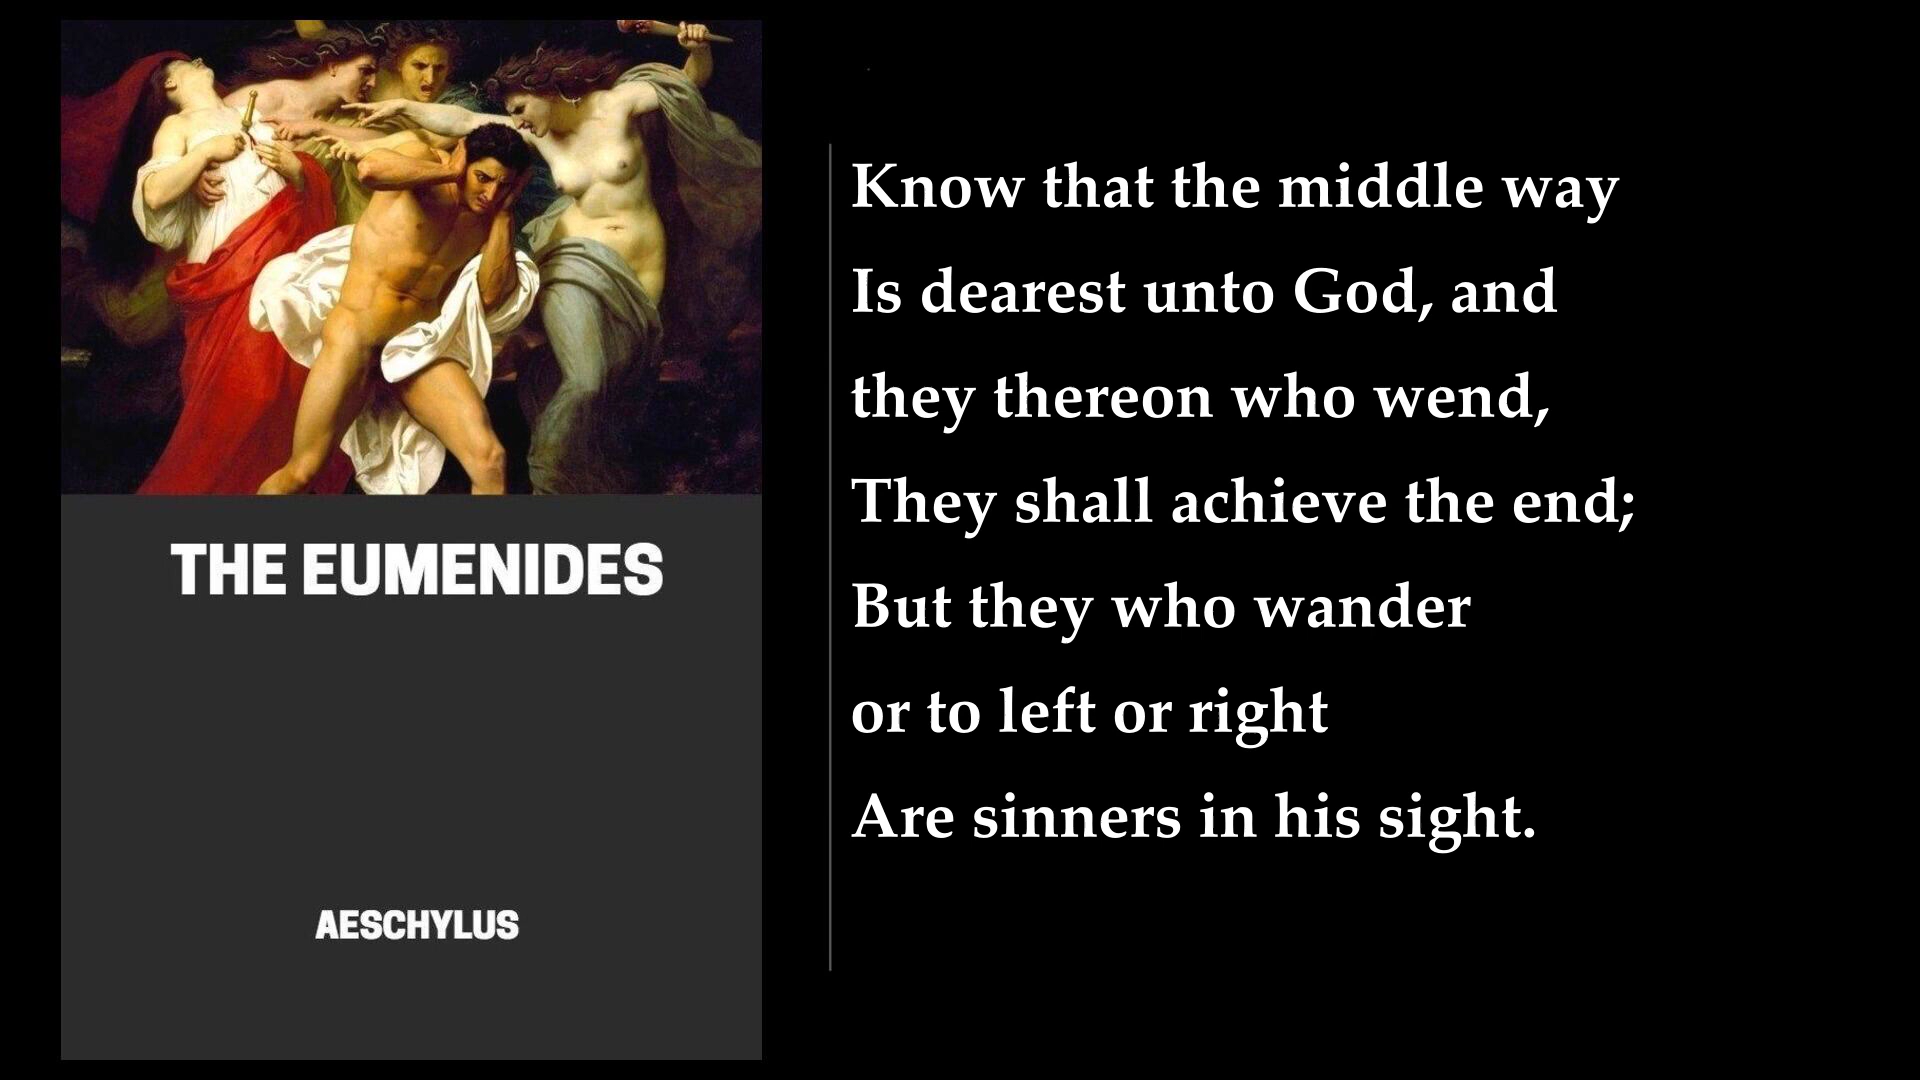 THE EUMENIDES
AESCHYLUS
Know that the middle way
Is dearest unto God, and
they thereon who wend,
They shall achieve the end;
But they who wander
or to left or right
Are sinners in his sight.